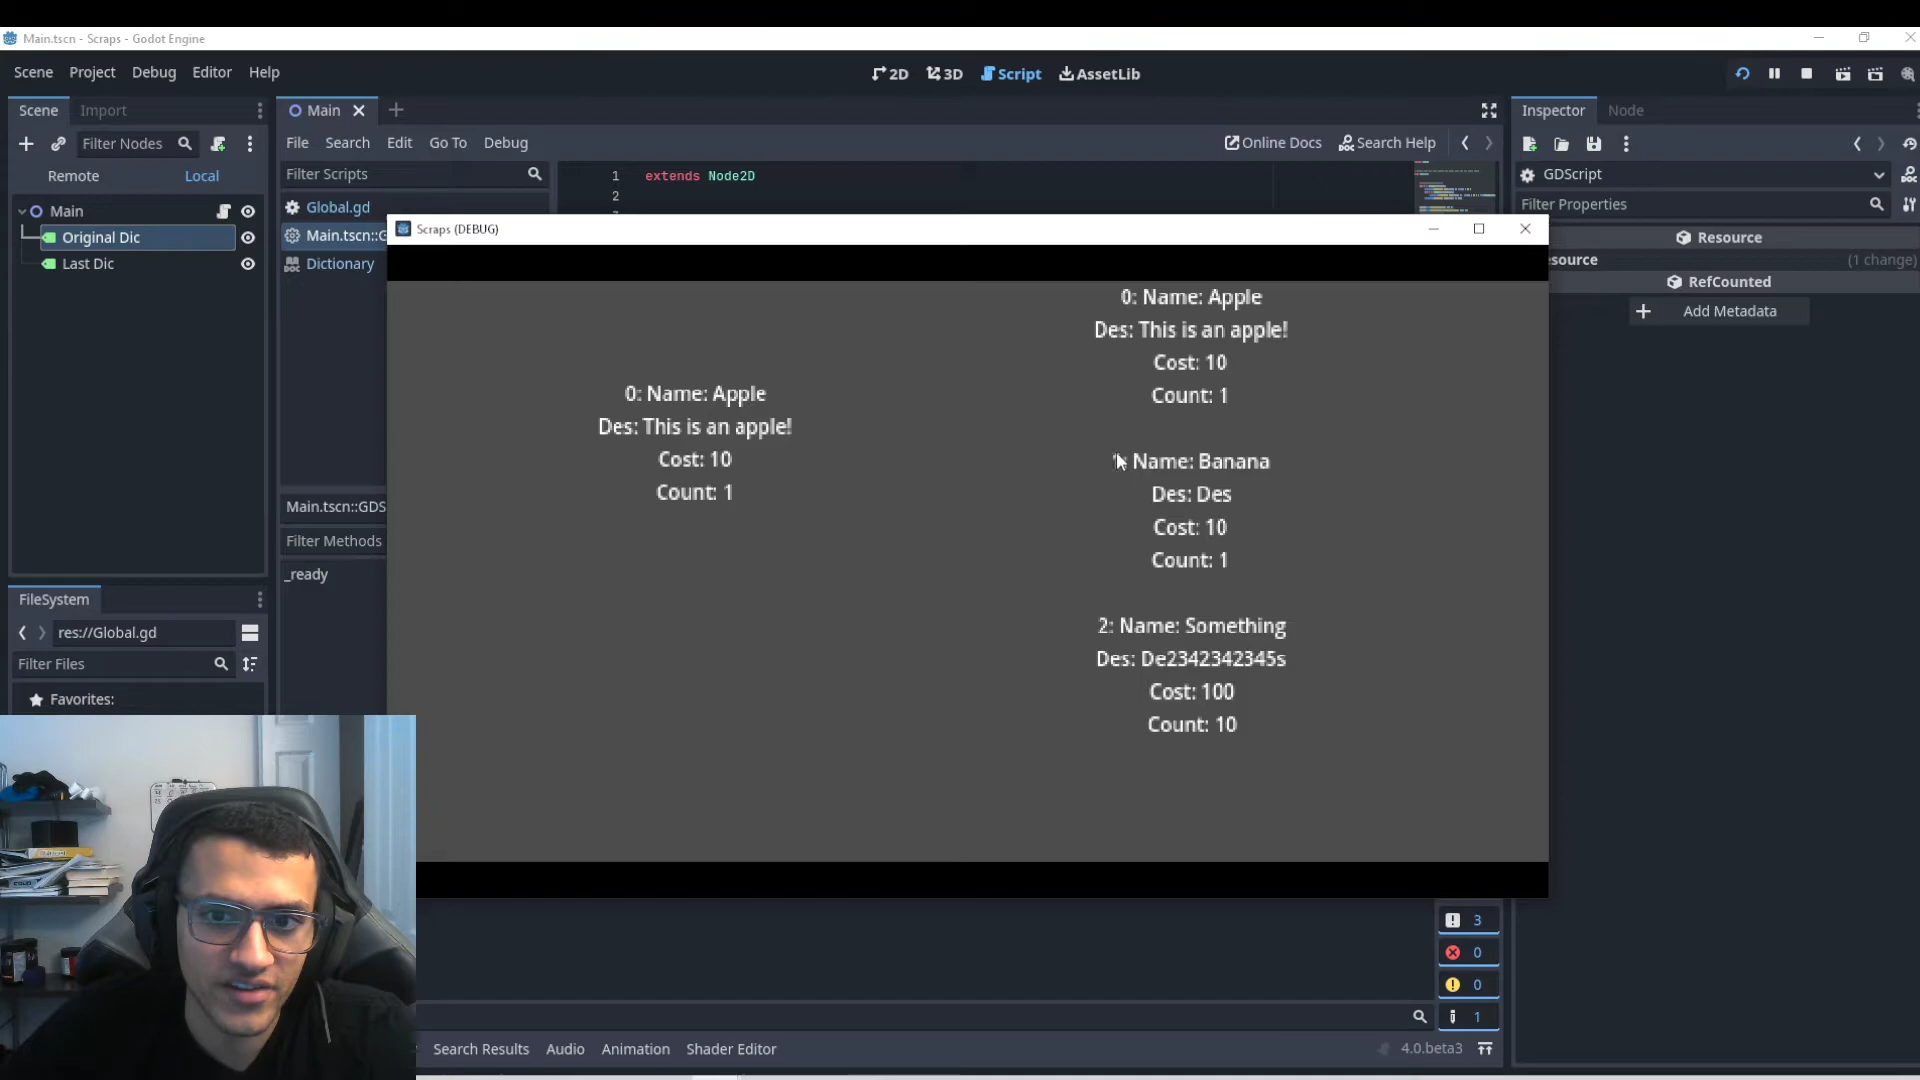 Main.tscn - Scraps - Godot Engine
Scene Project Debug Editor Help
2D 3D Script AssetLib
Scene Import
Main
Inspector Node
Filter Nodes
File Search Edit Go To Debug
Online Docs Search Help
Remote Local
Filter Scripts
1 extends Node2D
2
GDScript
Filter Properties
Main
Original Dic
Last Dic
Global.gd
Main.tscn::G
Dictionary
Scraps (DEBUG)
Resource
esource (1 change)
RefCounted
Add Metadata
0: Name: Apple
Des: This is an apple!
Cost: 10
Count: 1
0: Name: Apple
Des: This is an apple!
Cost: 10
Count: 1
Name: Banana
Des: Des
Cost: 10
Count: 1
2: Name: Something
Des: De2342342345s
Cost: 100
Count: 10
Main.tscn::GDS
Filter Methods
_ready
FileSystem
res://Global.gd
Filter Files
Favorites:
3
0
0
1
Search Results Audio Animation Shader Editor
4.0.beta3